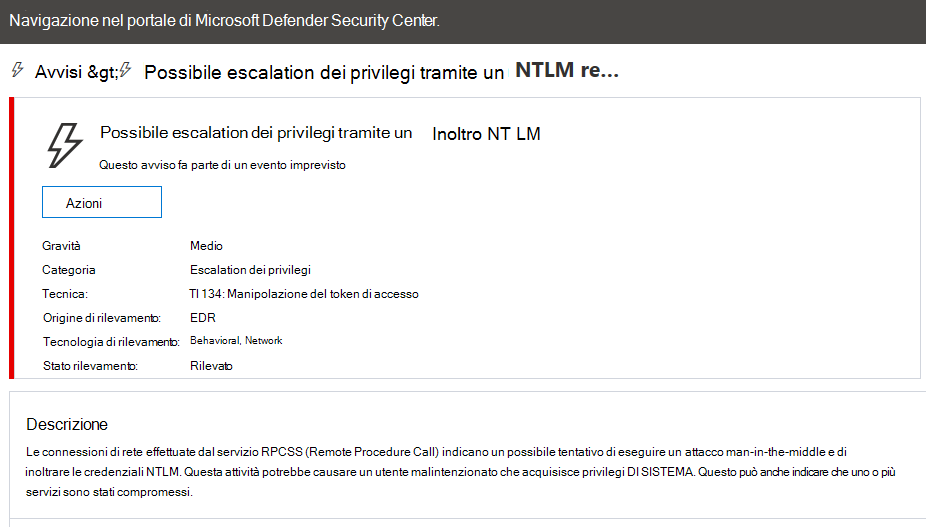 Navigazione nel portale di Microsoft Defender Security Center.
Avvisi &gt; Possibile escalation dei privilegi tramite un NTLM re...
Possibile escalation dei privilegi tramite un Inoltro NT LM
Questo avviso fa parte di un evento imprevisto
Azioni
Gravità Medio
Categoria Escalation dei privilegi
Tecnica: TI 134: Manipolazione del token di accesso
Origine di rilevamento: EDR
Tecnologia di rilevamento: Behavioral, Network
Stato rilevamento: Rilevato
Descrizione
Le connessioni di rete effettuate dal servizio RPCSS (Remote Procedure Call) indicano un possibile tentativo di eseguire un attacco man-in-the-middle e di
inoltrare le credenziali NTLM. Questa attività potrebbe causare un utente malintenzionato che acquisisce privilegi DI SISTEMA. Questo può anche indicare che uno o più
servizi sono stati compromessi.